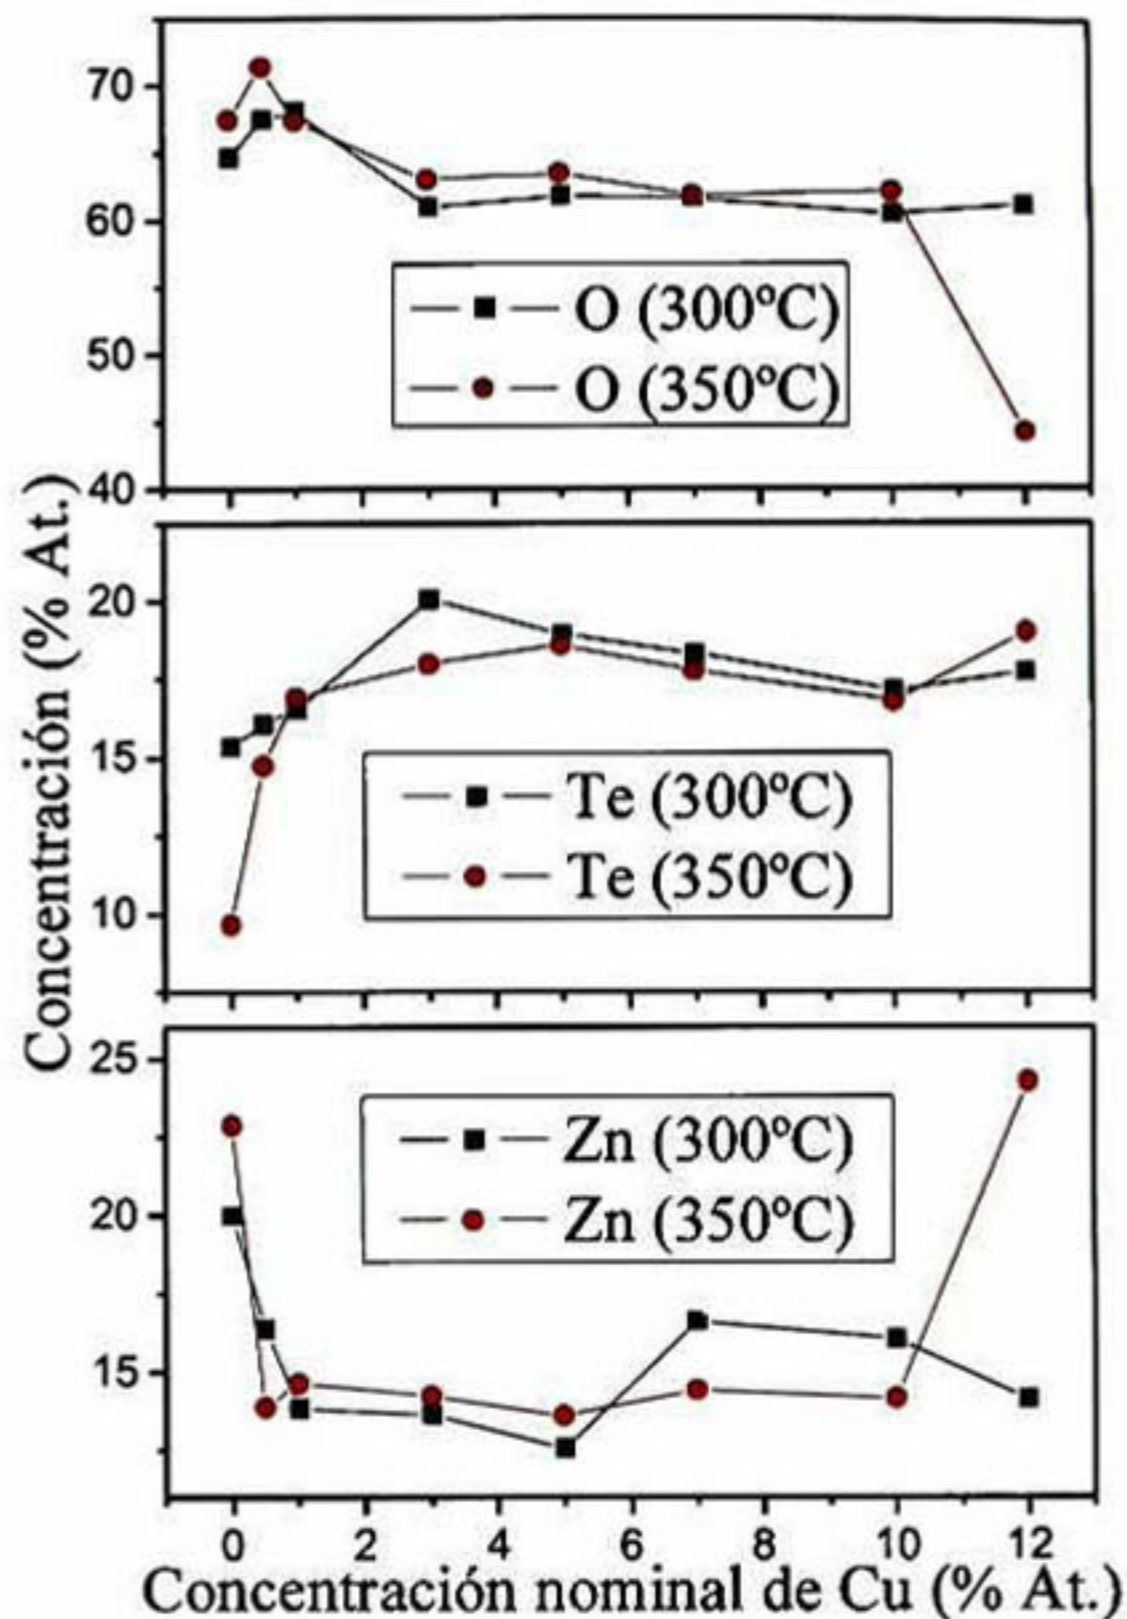 70
60
50
40
O (300ºC)
O (350ºC)
Concentración (% At.)
20
15
10
Te (300ºC)
Te (350ºC)
25
20
15
Zn (300ºC)
Zn (350ºC)
0 2 4 6 8 10 12
Concentración nominal de Cu (% At.)